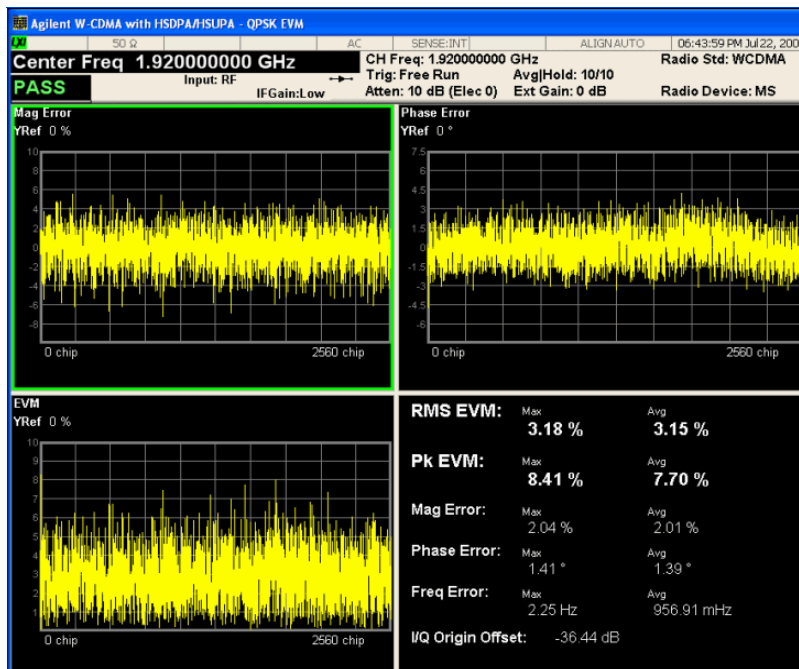 Agilent W-CDMA with HSDPA/HSUPA - QPSK EVM
LXI 50 Ω AC SENSE:INT ALIGN AUTO 06:43:59 PM Jul 22, 200
Center Freq 1.920000000 GHz CH Freq: 1.920000000 GHz Radio Std: WCDMA
Input: RF Trig: Free Run Avg|Hold: 10/10
PASS IFGain:Low Atten: 10 dB (Elec 0) Ext Gain: 0 dB Radio Device: MS
Mag Error
YRef 0 %
10
8
6
4
2
0
-2
-4
-6
-8
0 chip 2560 chip
Phase Error
YRef 0 °
7.5
6
4.5
3
1.5
0
-1.5
-3
-4.5
-6
0 chip 2560 chip
EVM
YRef 0 %
10
9
8
7
6
5
4
3
2
1
0 chip 2560 chip
RMS EVM: Max Avg
3.18 % 3.15 %
Pk EVM: Max Avg
8.41 % 7.70 %
Mag Error: Max Avg
2.04 % 2.01 %
Phase Error: Max Avg
1.41 ° 1.39 °
Freq Error: Max Avg
2.25 Hz 956.91 mHz
I/Q Origin Offset: -36.44 dB